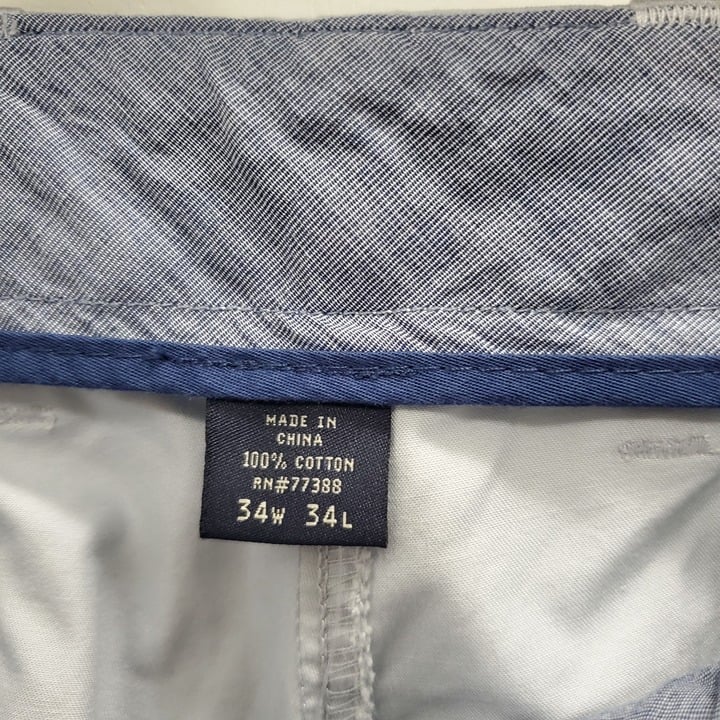 MADE IN
CHINA
100% COTTON
RN#77388
34W 34L